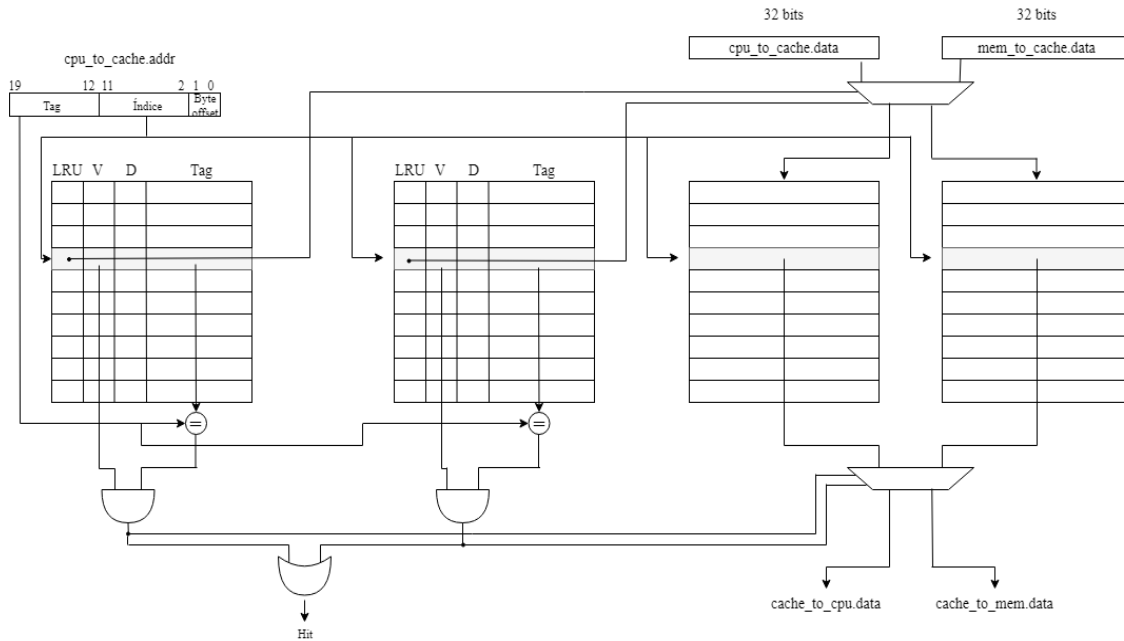 32 bits
32 bits
cpu_to_cache.data
mem_to_cache.data
cpu_to_cache.addr
19 12 11 2 1 0
Tag
Índice
Byte
offset
LRU V D Tag
LRU V D Tag
=
=
cache_to_cpu.data
cache_to_mem.data
Hit